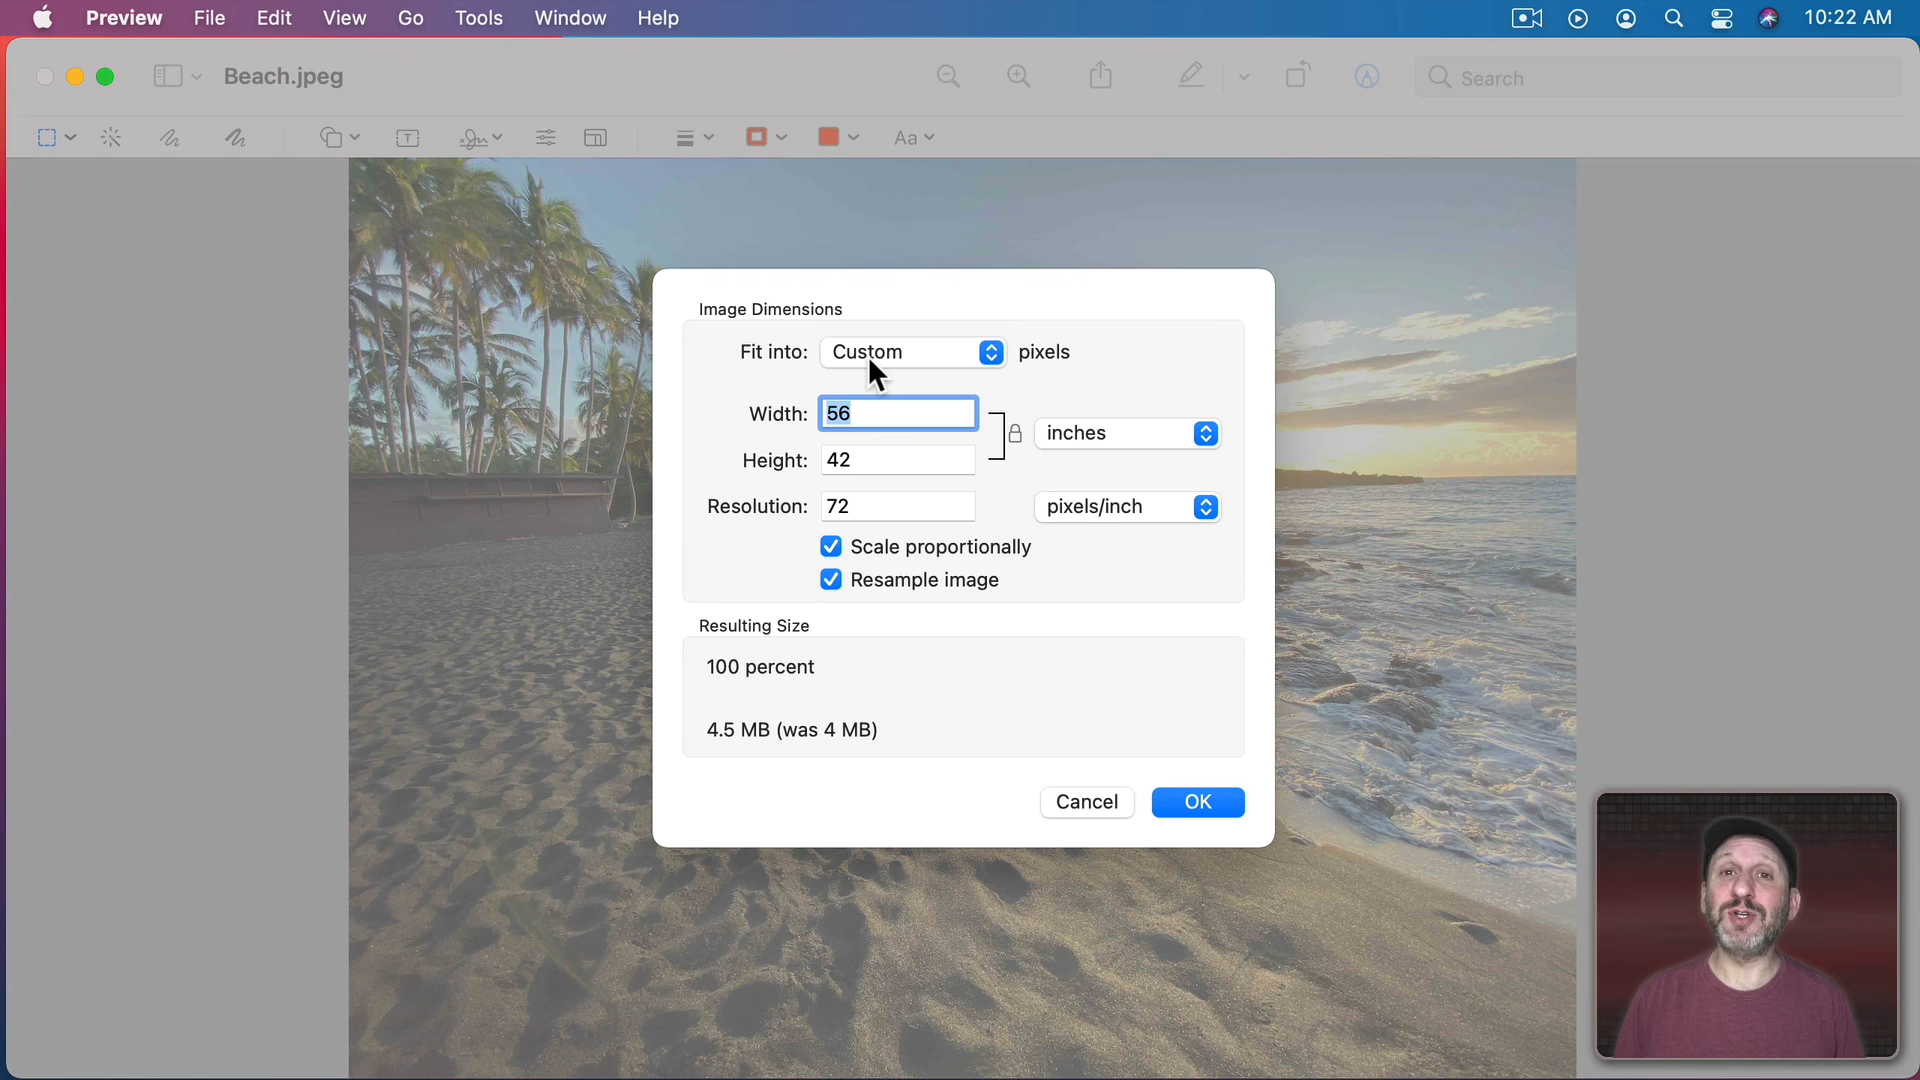 Preview File Edit View Go Tools Window Help 10:22 AM
Beach.jpeg Search
Aa
Image Dimensions
Fit into: Custom pixels
Width: 56
inches
Height: 42
Resolution: 72 pixels/inch
Scale proportionally
Resample image
Resulting Size
100 percent
4.5 MB (was 4 MB)
Cancel OK